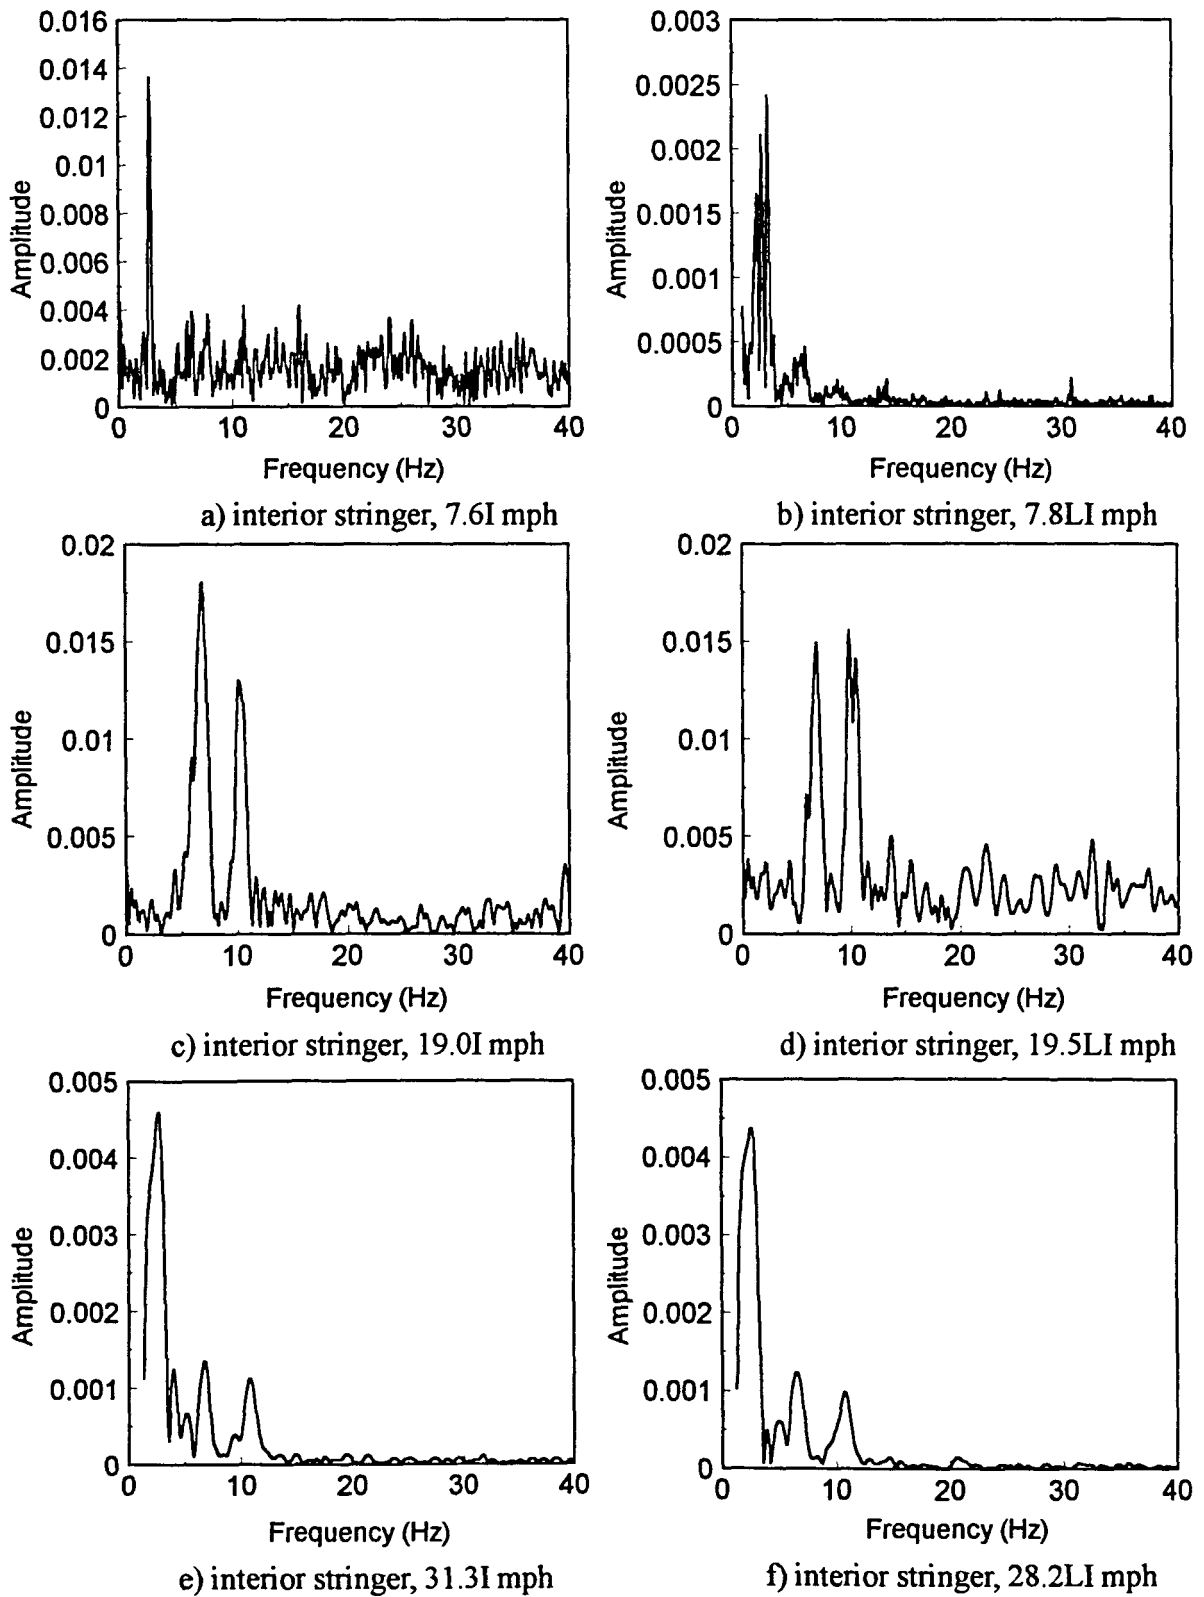 0.016
0.014
0.012
0.01
0.008
0.006
0.004
0.002
0
Amplitude
0 10 20 30 40
Frequency (Hz)
a) interior stringer, 7.6I mph
0.003
0.0025
0.002
0.0015
0.001
0.0005
0
Amplitude
0 10 20 30 40
Frequency (Hz)
b) interior stringer, 7.8LI mph
0.02
0.015
0.01
0.005
0
Amplitude
0 10 20 30 40
Frequency (Hz)
c) interior stringer, 19.0I mph
0.02
0.015
0.01
0.005
0
Amplitude
0 10 20 30 40
Frequency (Hz)
d) interior stringer, 19.5LI mph
0.005
0.004
0.003
0.002
0.001
0
Amplitude
0 10 20 30 40
Frequency (Hz)
e) interior stringer, 31.3I mph
0.005
0.004
0.003
0.002
0.001
0
Amplitude
0 10 20 30 40
Frequency (Hz)
f) interior stringer, 28.2LI mph